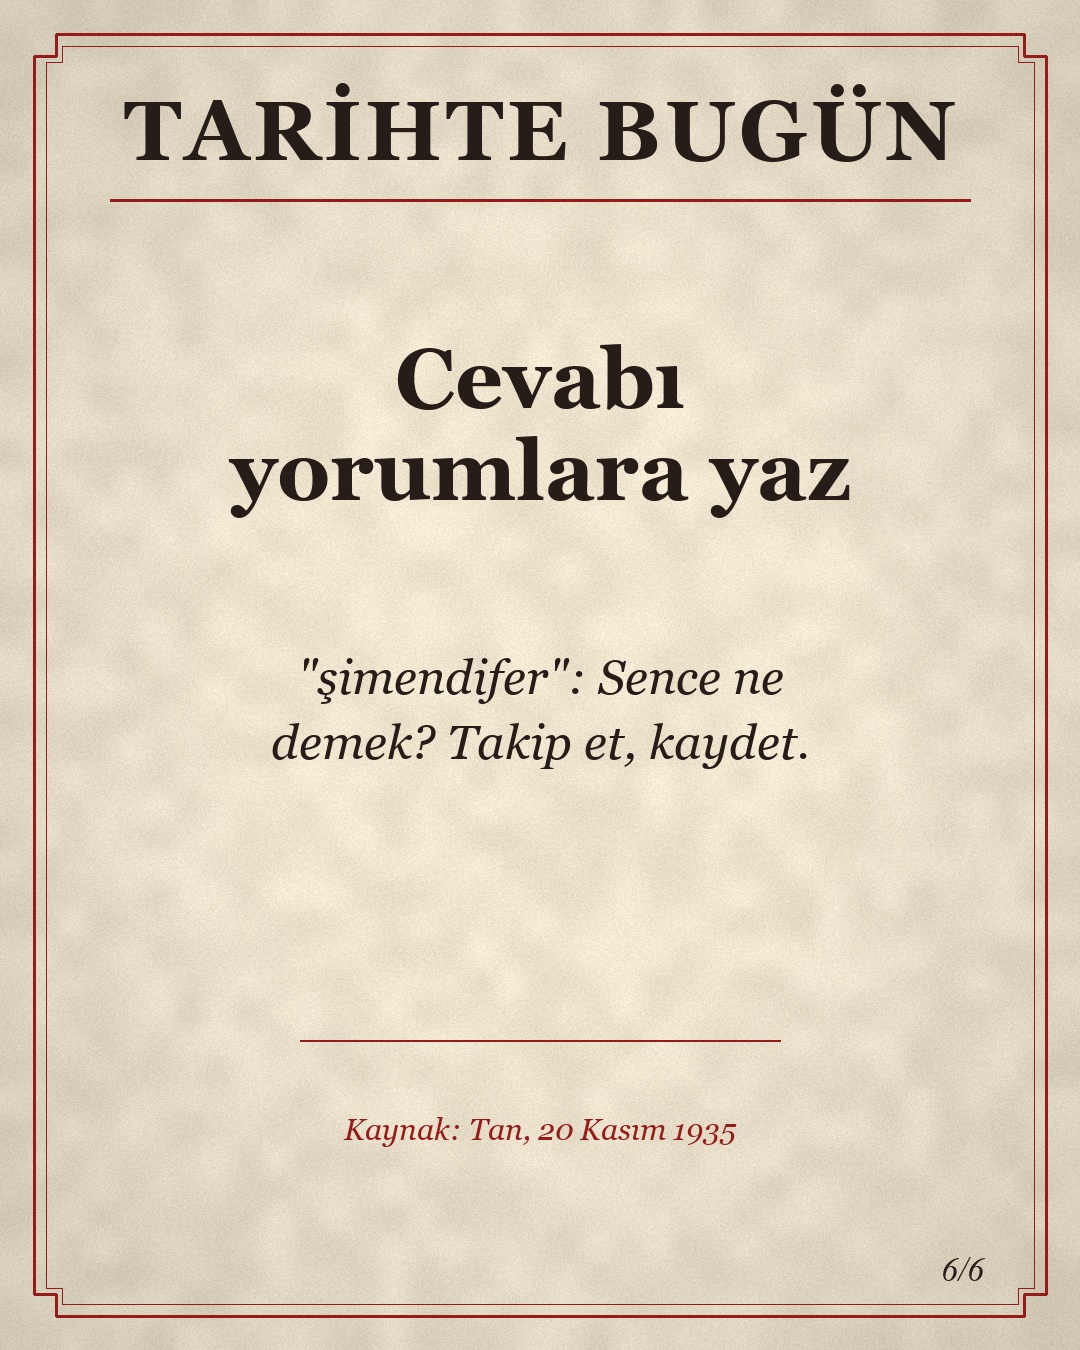 TARİHTE BUGÜN
Cevabı
yorumlara yaz
"şimendifer": Sence ne
demek? Takip et, kaydet.
Kaynak: Tan, 20 Kasım 1935
6/6